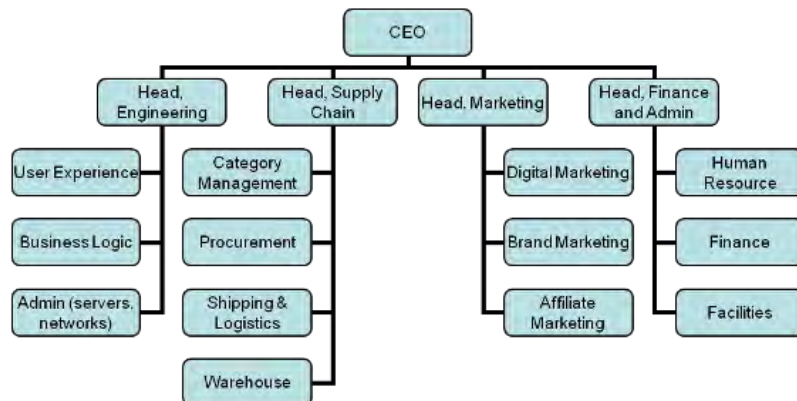 CEO
Head,
Engineering
Head, Supply
Chain
Head, Marketing
Head, Finance
and Admin
User Experience
Category
Management
Digital Marketing
Human
Resource
Business Logic
Procurement
Brand Marketing
Finance
Admin (servers,
networks)
Shipping &
Logistics
Affiliate
Marketing
Facilities
Warehouse